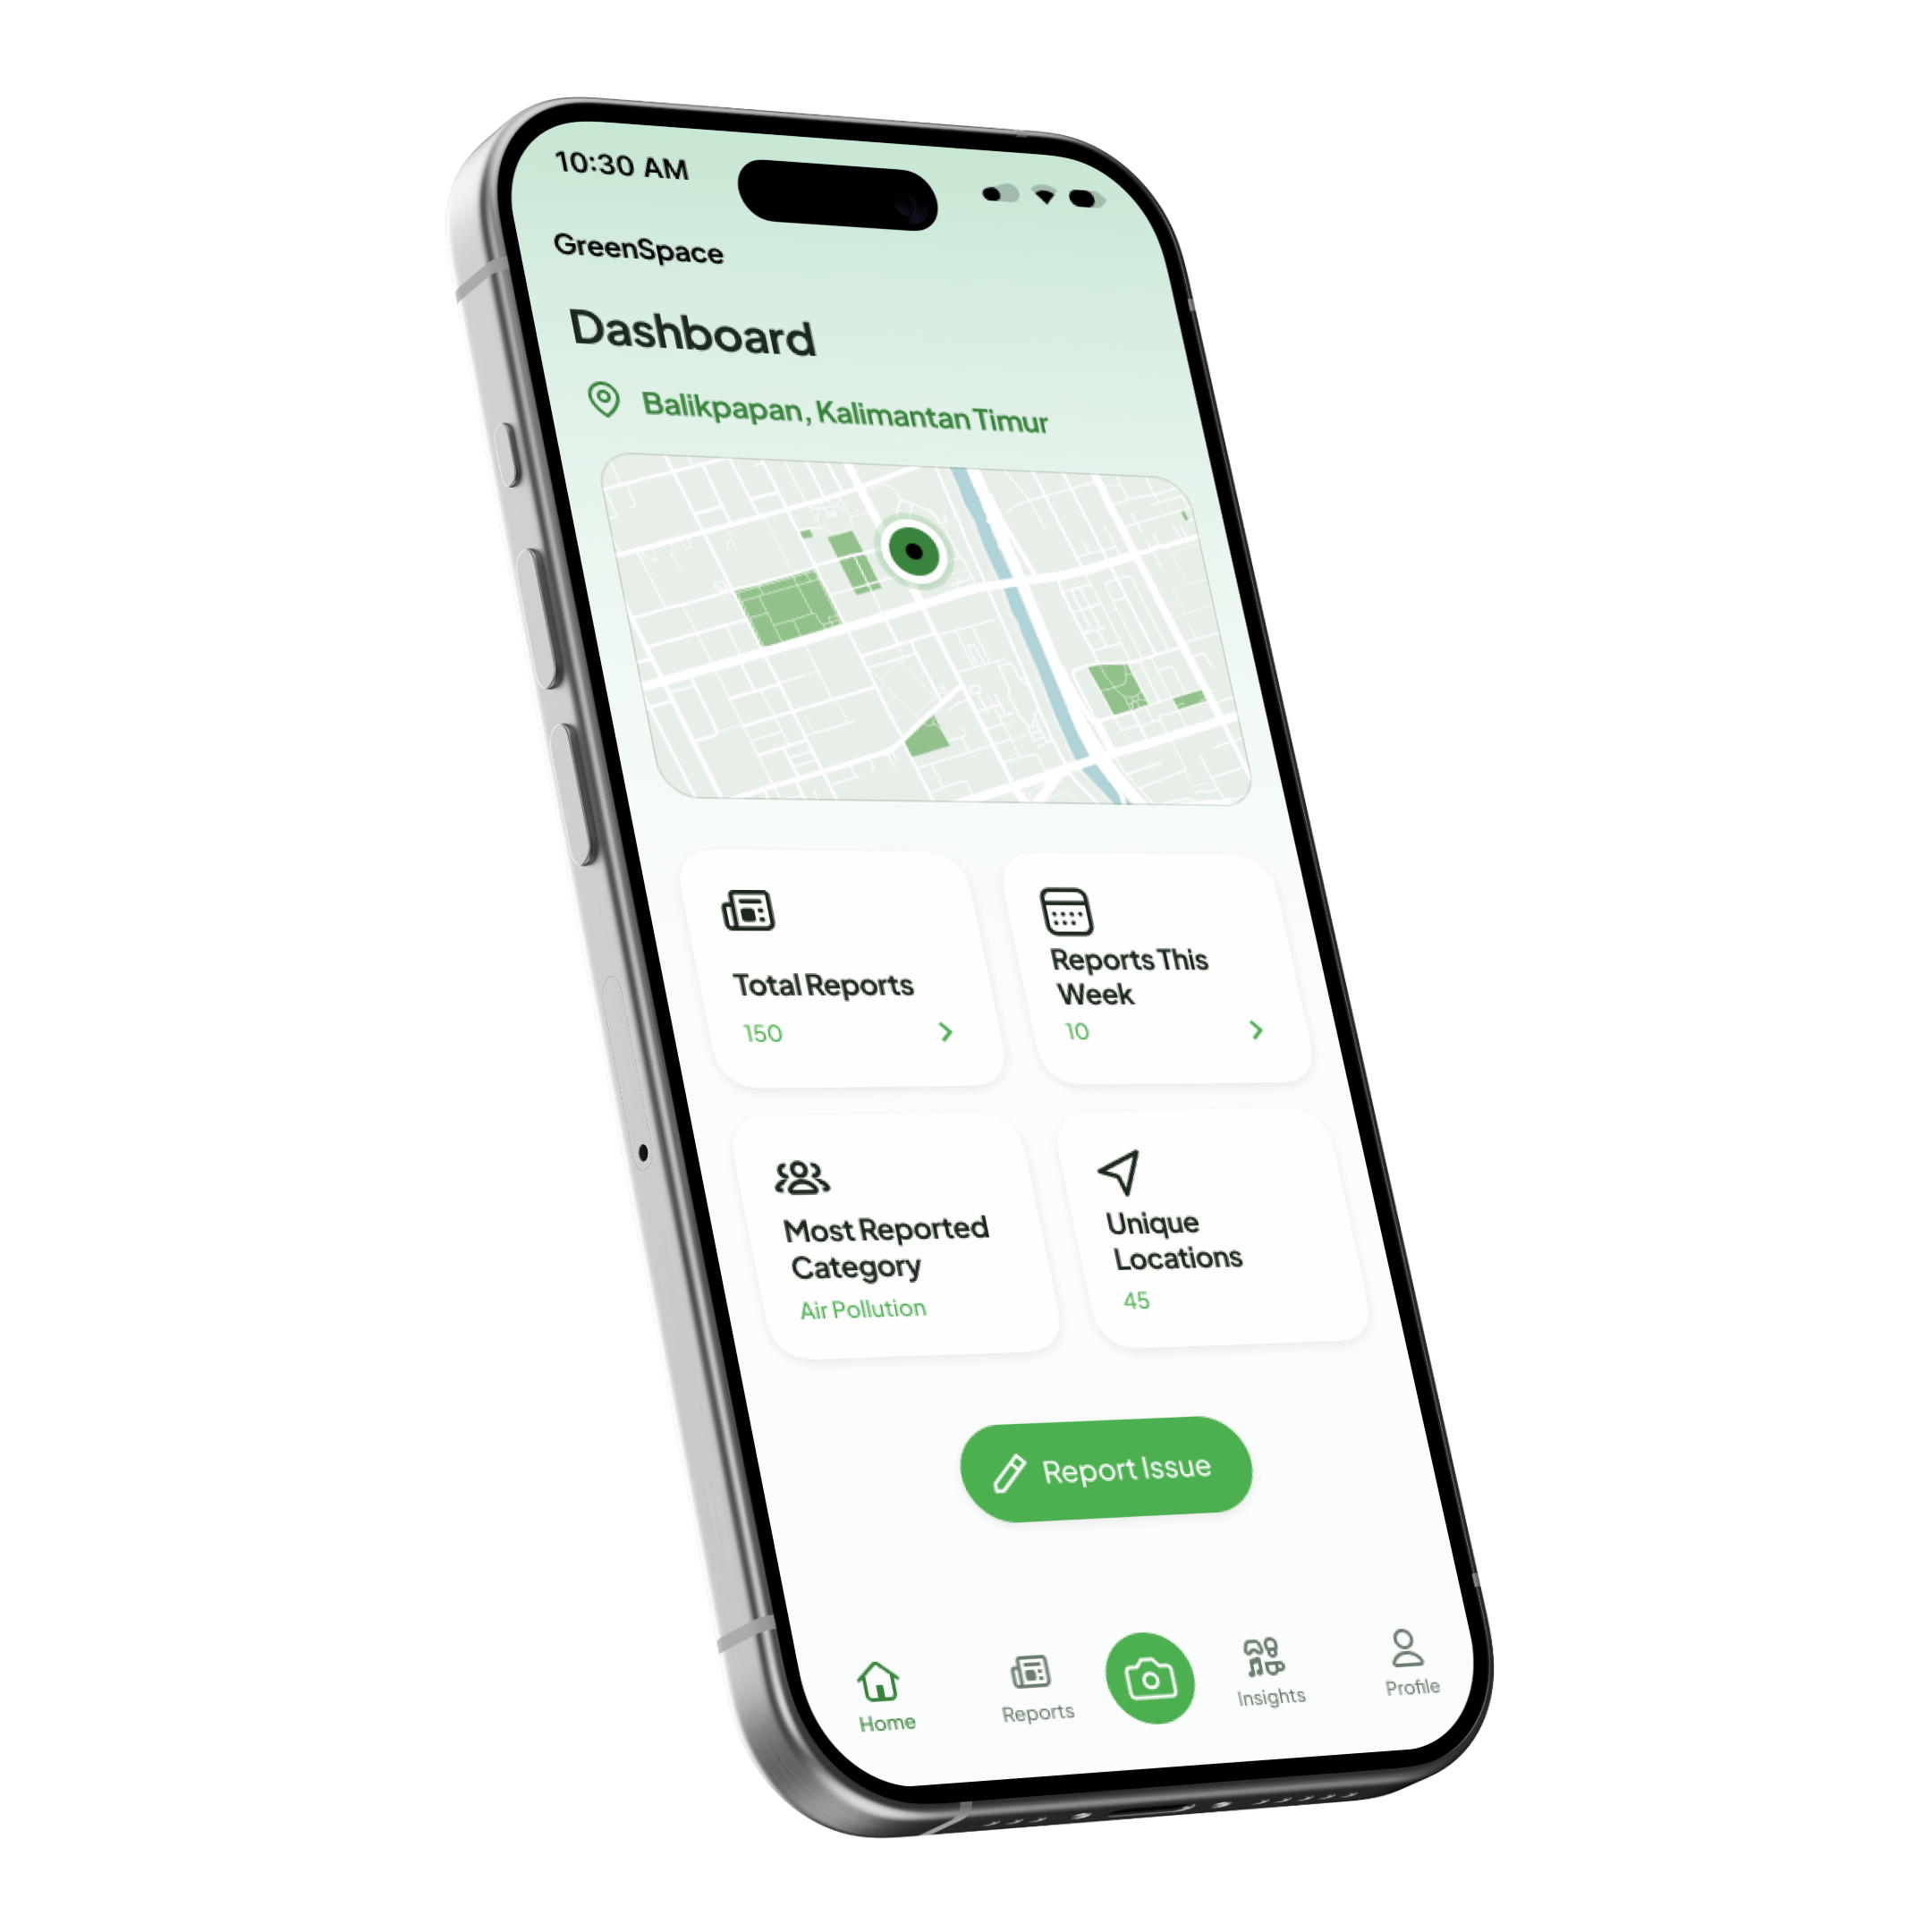 10:30 AM
GreenSpace
Dashboard
Balikpapan, Kalimantan Timur
Total Reports
150
Reports This
Week
10
Most Reported
Category
Air Pollution
Unique
Locations
45
Report Issue
Home
Reports
Insights
Profile